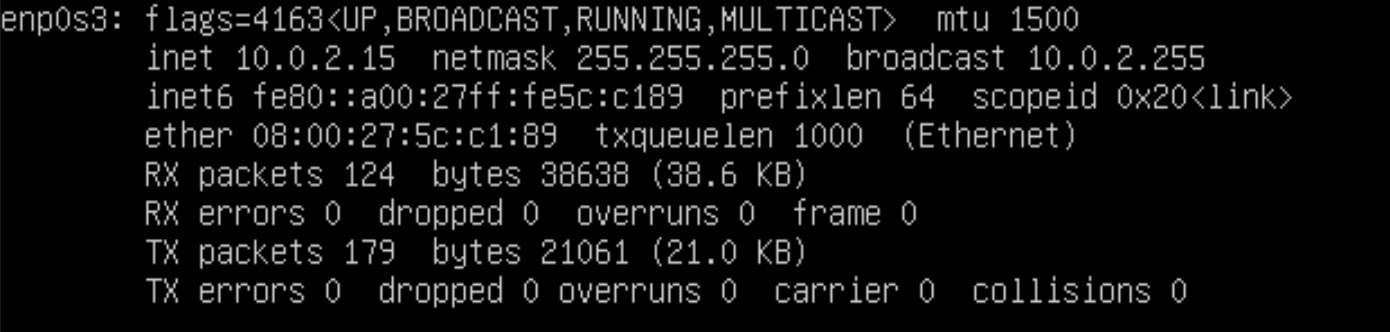 enp0s3: flags=4163<UP,BROADCAST,RUNNING,MULTICAST>  mtu 1500
inet 10.0.2.15  netmask 255.255.255.0  broadcast 10.0.2.255
inet6 fe80::a00:27ff:fe5c:c189  prefixlen 64  scopeid 0x20<link>
ether 08:00:27:5c:c1:89  txqueuelen 1000  (Ethernet)
RX packets 124  bytes 38638 (38.6 KB)
RX errors 0  dropped 0  overruns 0  frame 0
TX packets 179  bytes 21061 (21.0 KB)
TX errors 0  dropped 0 overruns 0  carrier 0  collisions 0